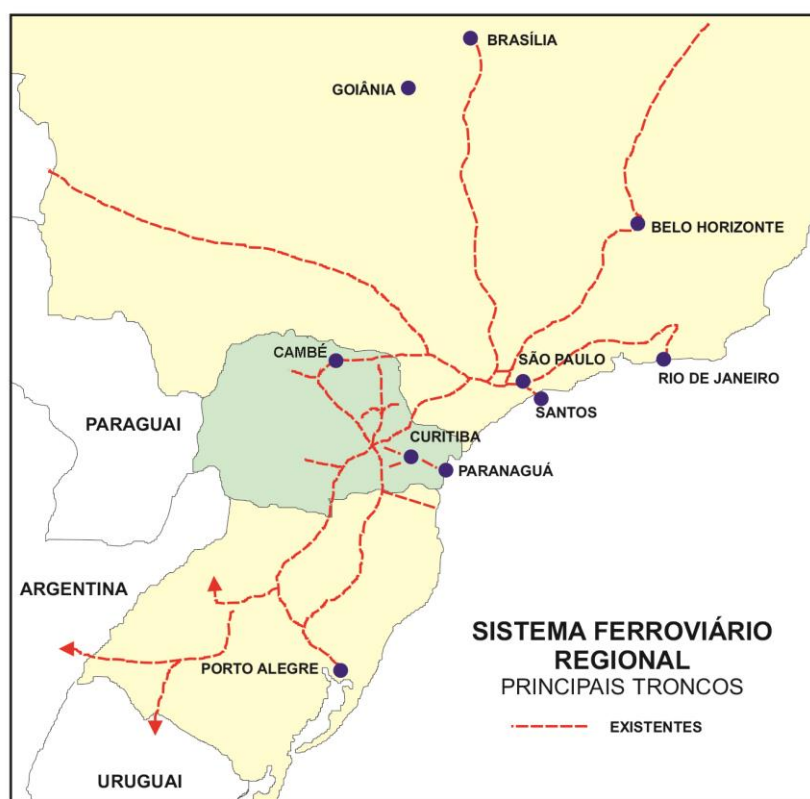 BRASÍLIA
GOIÂNIA
BELO HORIZONTE
CAMBÉ
SÃO PAULO
RIO DE JANEIRO
SANTOS
PARAGUAI
CURITIBA
PARANAGUÁ
ARGENTINA
SISTEMA FERROVIÁRIO
REGIONAL
PRINCIPAIS TRONCOS
PORTO ALEGRE
EXISTENTES
URUGUAI